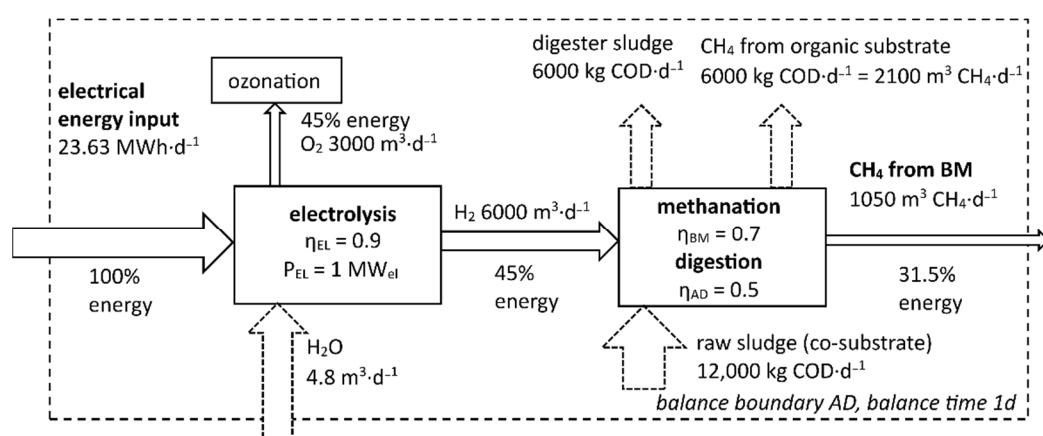 electrical
energy input
23.63 MWh·d⁻¹
ozonation
45% energy
O₂ 3000 m³·d⁻¹
digester sludge
6000 kg COD·d⁻¹
CH₄ from organic substrate
6000 kg COD·d⁻¹ = 2100 m³ CH₄·d⁻¹
100%
energy
electrolysis
η_EL = 0.9
P_EL = 1 MW_el
H₂ 6000 m³·d⁻¹
45%
energy
methanation
η_BM = 0.7
digestion
η_AD = 0.5
CH₄ from BM
1050 m³ CH₄·d⁻¹
31.5%
energy
H₂O
4.8 m³·d⁻¹
raw sludge (co-substrate)
12,000 kg COD·d⁻¹
balance boundary AD, balance time 1d